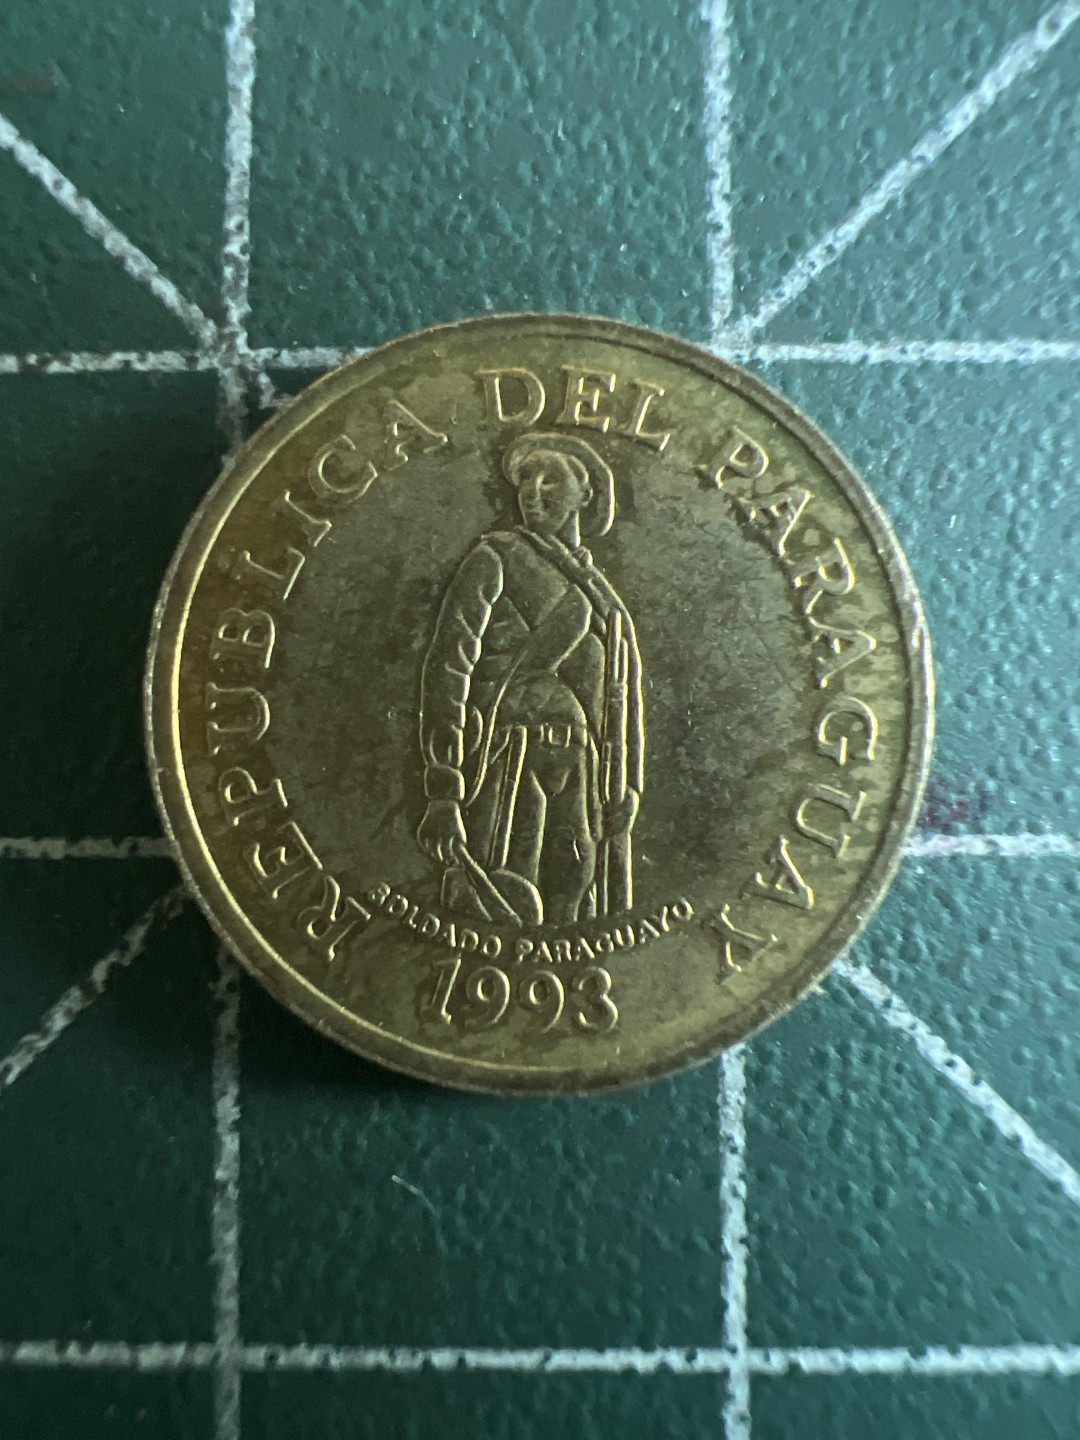 REPUBLICA DEL PARAGUAY
SOLDADO PARAGUAYO
1993